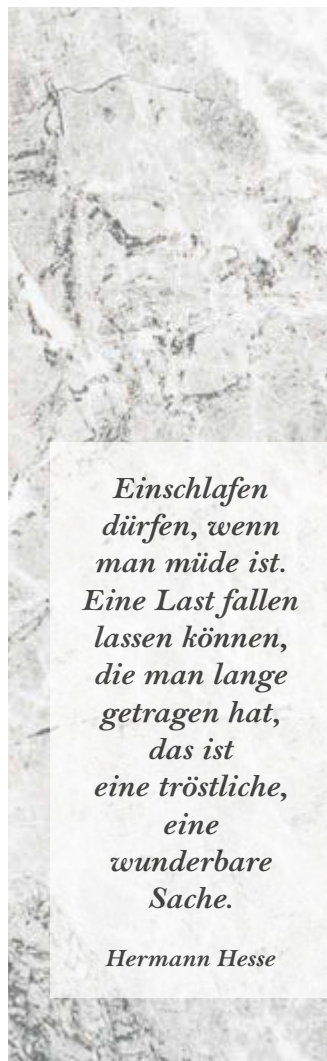 Einschlafen
dürfen, wenn
man müde ist.
Eine Last fallen
lassen können,
die man lange
getragen hat,
das ist
eine tröstliche,
eine
wunderbare
Sache.
Hermann Hesse